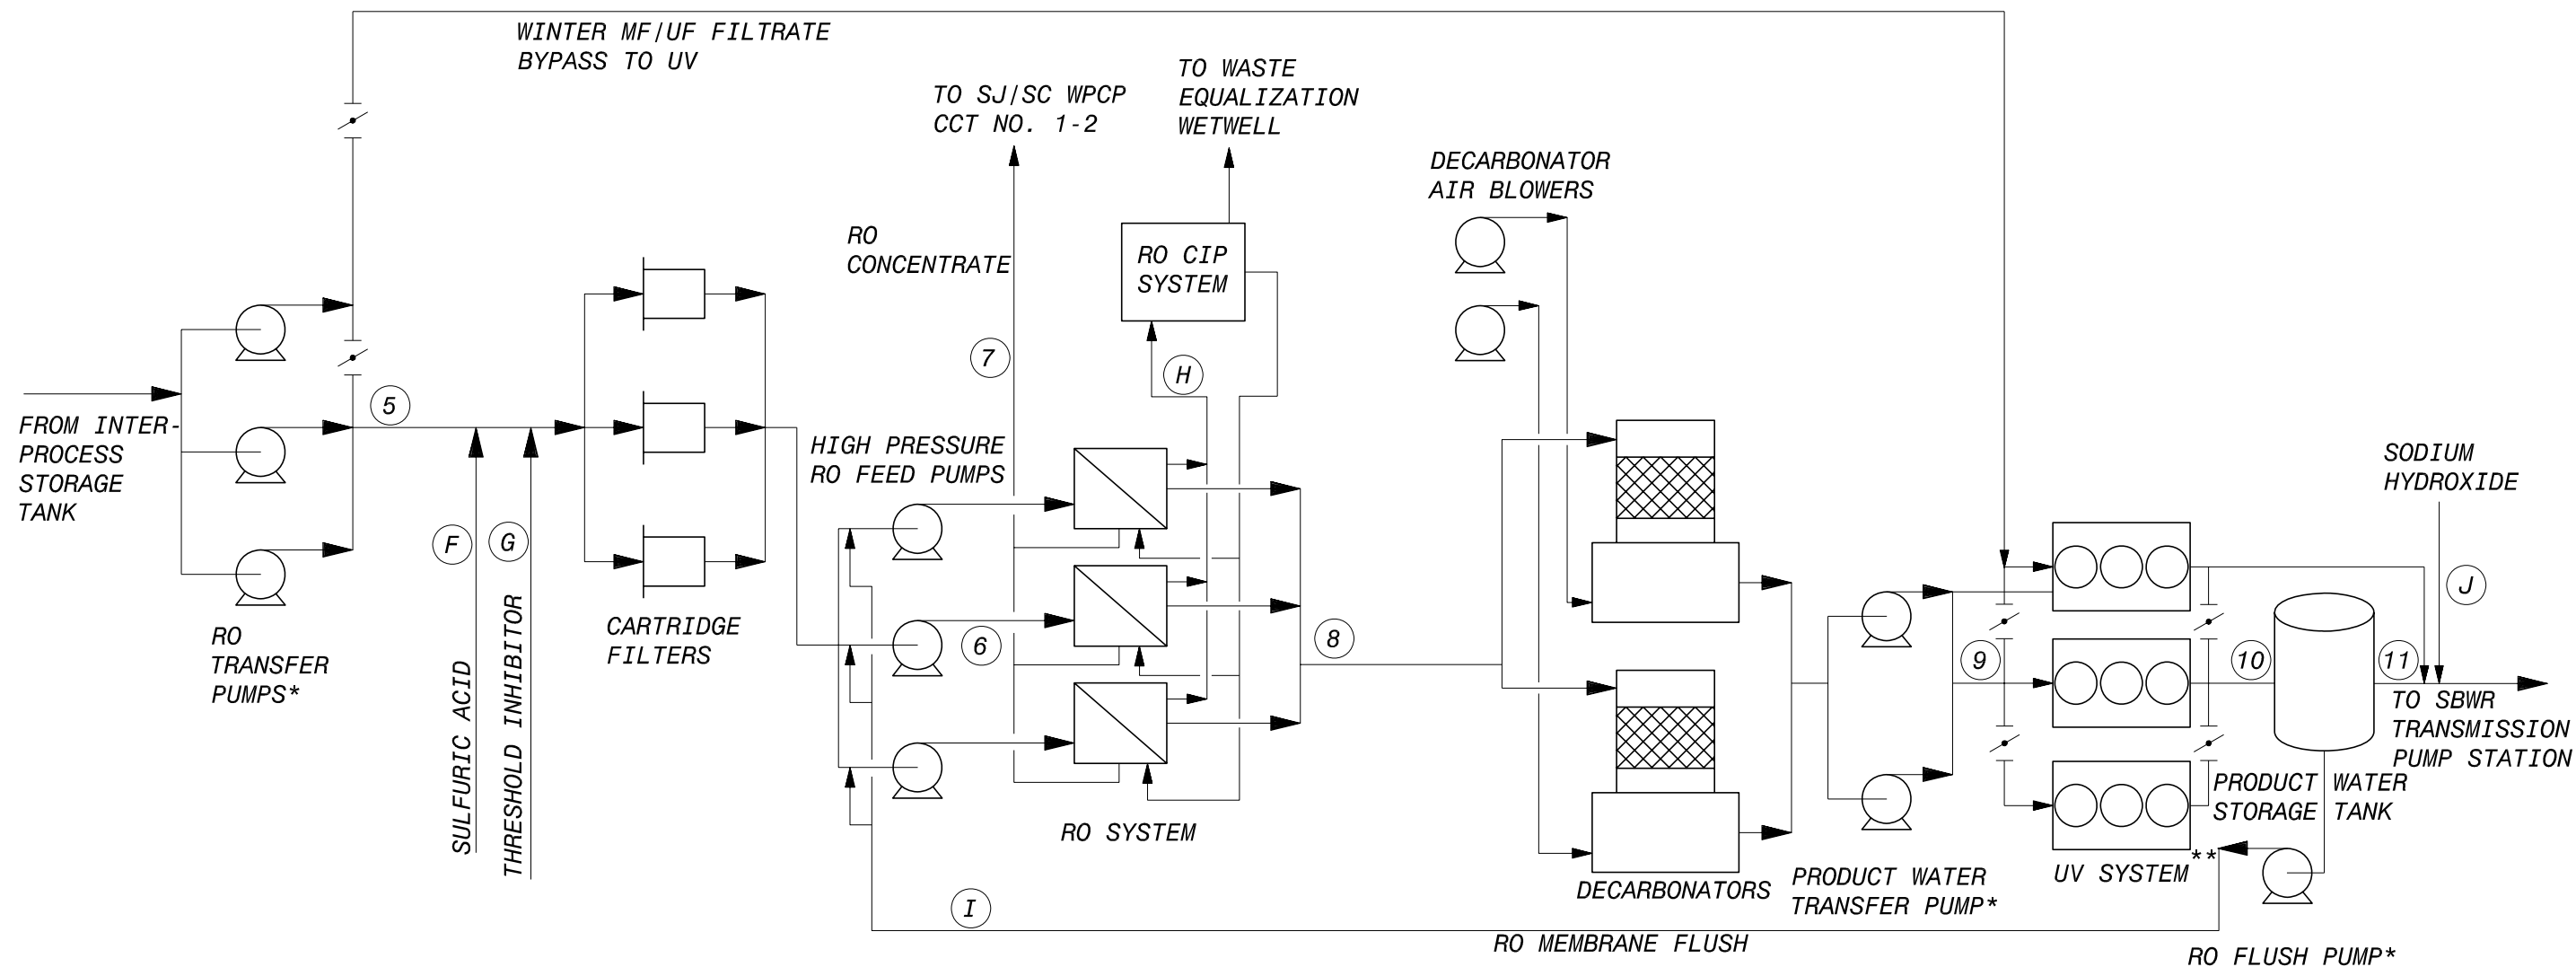 WINTER MF/UF FILTRATE
BYPASS TO UV
TO SJ/SC WPCP
CCT NO. 1-2
TO WASTE
EQUALIZATION
WETWELL
DECARBONATOR
AIR BLOWERS
RO
CONCENTRATE
RO CIP
SYSTEM
7
H
5
FROM INTER-
PROCESS
STORAGE
TANK
HIGH PRESSURE
RO FEED PUMPS
SODIUM
HYDROXIDE
F
G
J
SULFURIC ACID
THRESHOLD INHIBITOR
RO
TRANSFER
PUMPS*
CARTRIDGE
FILTERS
6
8
9
10
11
TO SBWR
TRANSMISSION
PUMP STATION
PRODUCT WATER
STORAGE TANK
RO SYSTEM
DECARBONATORS
PRODUCT WATER
TRANSFER PUMP*
UV SYSTEM**
I
RO MEMBRANE FLUSH
RO FLUSH PUMP*